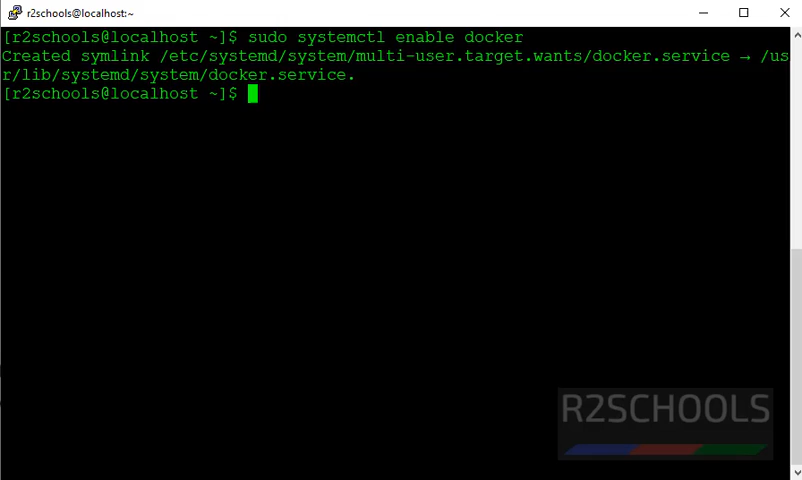 r2schools@localhost:~
[r2schools@localhost ~]$ sudo systemctl enable docker
Created symlink /etc/systemd/system/multi-user.target.wants/docker.service → /us
r/lib/systemd/system/docker.service.
[r2schools@localhost ~]$
R2SCHOOLS